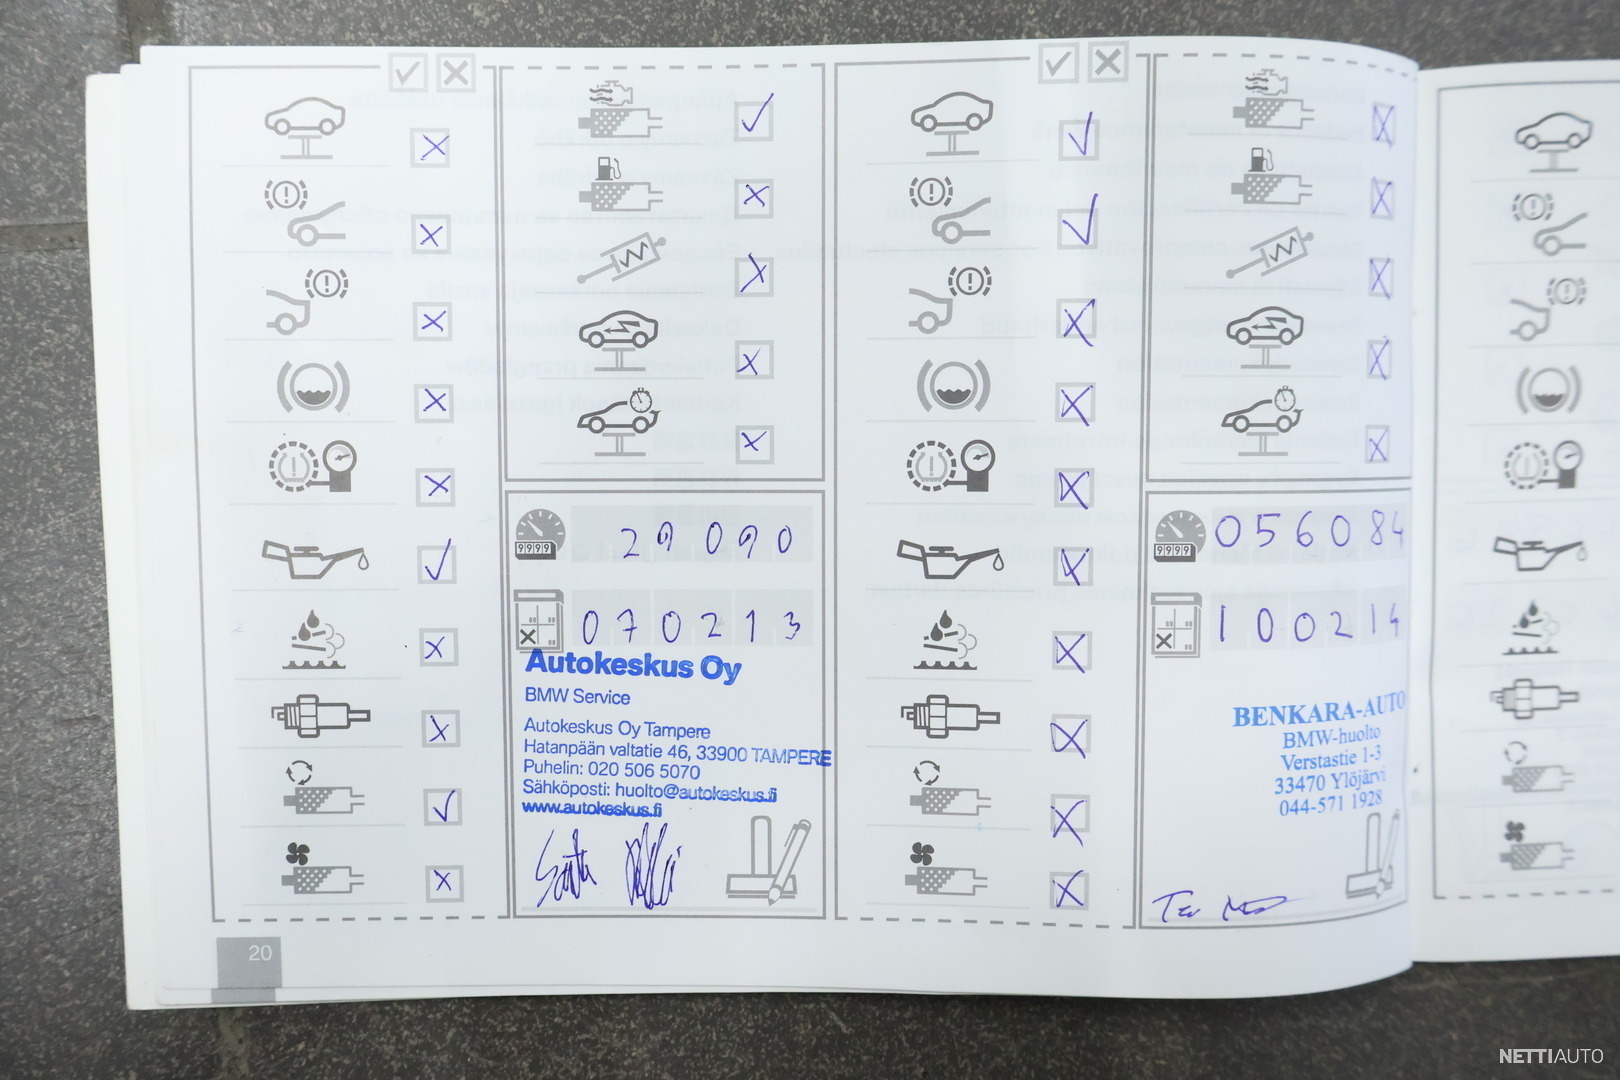 29 090
070213
Autokeskus Oy
BMW Service
Autokeskus Oy Tampere
Hatanpään valtatie 46, 33900 TAMPERE
Puhelin: 020 506 5070
Sähköposti: huolto@autokeskus.fi
www.autokeskus.fi
056084
100214
BENKARA-AUTO
BMW-huolto
Verstastie 1-3
33470 Ylöjärvi
044-571 1928
20
NETTIAUTO